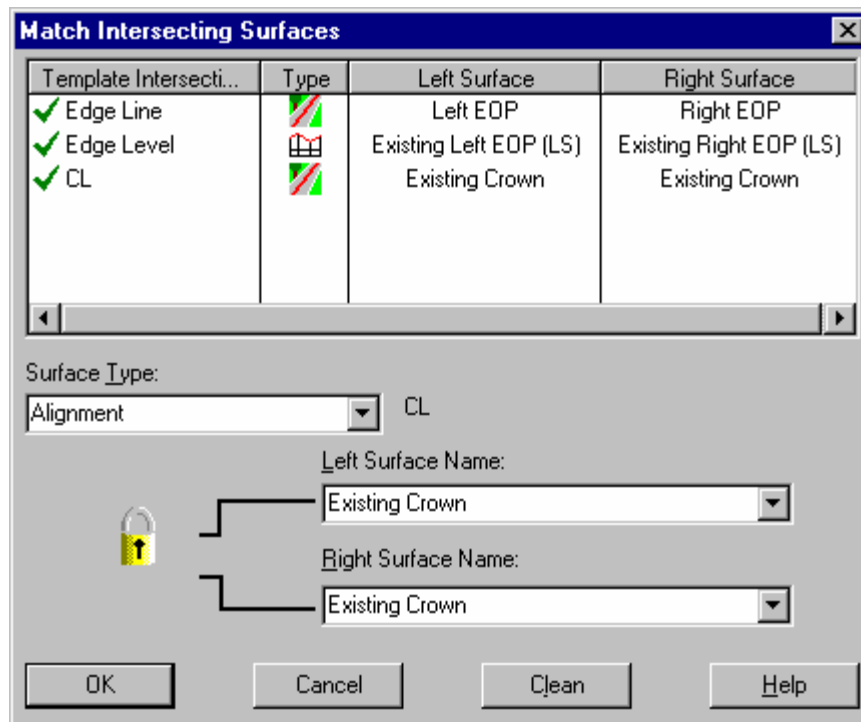 Match Intersecting Surfaces
Template Intersecti... Type Left Surface Right Surface
Edge Line Left EOP Right EOP
Edge Level Existing Left EOP (LS) Existing Right EOP (LS)
CL Existing Crown Existing Crown
Surface Type:
Alignment CL
Left Surface Name:
Existing Crown
Right Surface Name:
Existing Crown
OK Cancel Clean Help